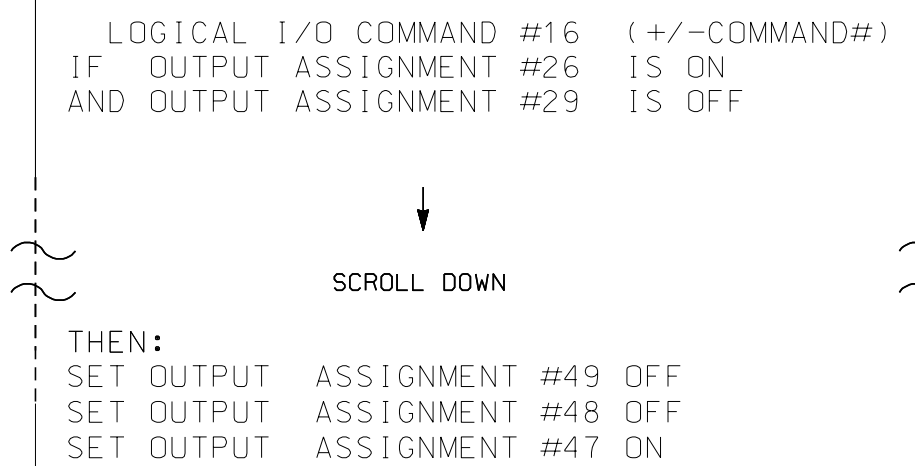 LOGICAL I/O COMMAND #16 (+/-COMMAND#)
IF OUTPUT ASSIGNMENT #26 IS ON
AND OUTPUT ASSIGNMENT #29 IS OFF
SCROLL DOWN
THEN:
SET OUTPUT ASSIGNMENT #49 OFF
SET OUTPUT ASSIGNMENT #48 OFF
SET OUTPUT ASSIGNMENT #47 ON